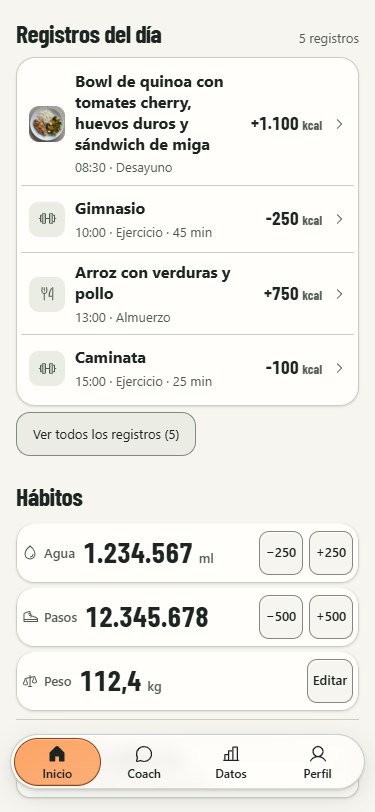 Registros del día
5 registros
Bowl de quinoa con
tomates cherry,
huevos duros y
sándwich de miga
+1.100 kcal
08:30 · Desayuno
Gimnasio
-250 kcal
10:00 · Ejercicio · 45 min
Arroz con verduras y
pollo
+750 kcal
13:00 · Almuerzo
Caminata
-100 kcal
15:00 · Ejercicio · 25 min
Ver todos los registros (5)
Hábitos
Agua 1.234.567 ml
−250 +250
Pasos 12.345.678
−500 +500
Peso 112,4 kg
Editar
Inicio Coach Datos Perfil